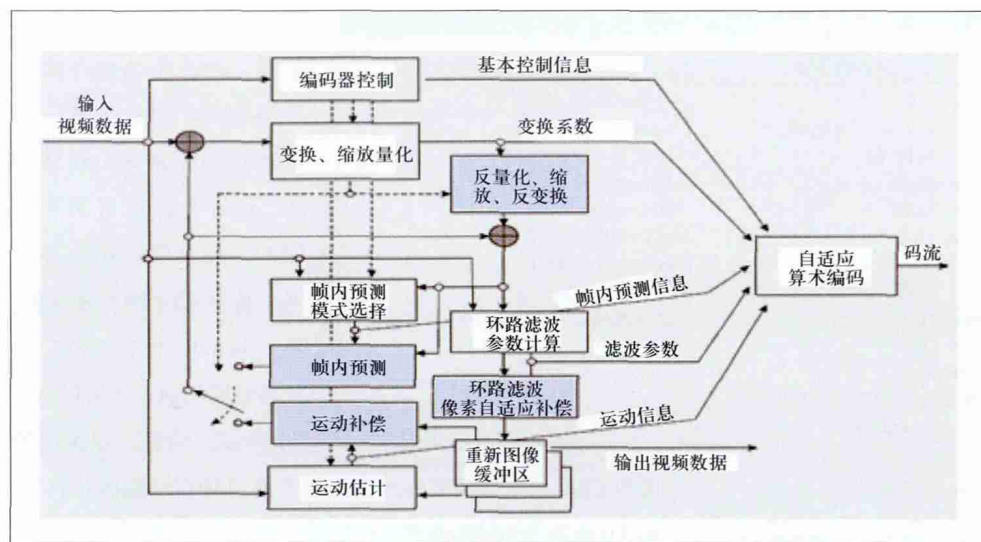 编码器控制
基本控制信息
输入
视频数据
变换、缩放量化
变换系数
反量化、缩
放、反变换
自适应
算术编码
码流
帧内预测
模式选择
帧内预测信息
环路滤波
参数计算
滤波参数
帧内预测
环路滤波
像素自适应补偿
运动补偿
运动信息
重新图像
缓冲区
输出视频数据
运动估计